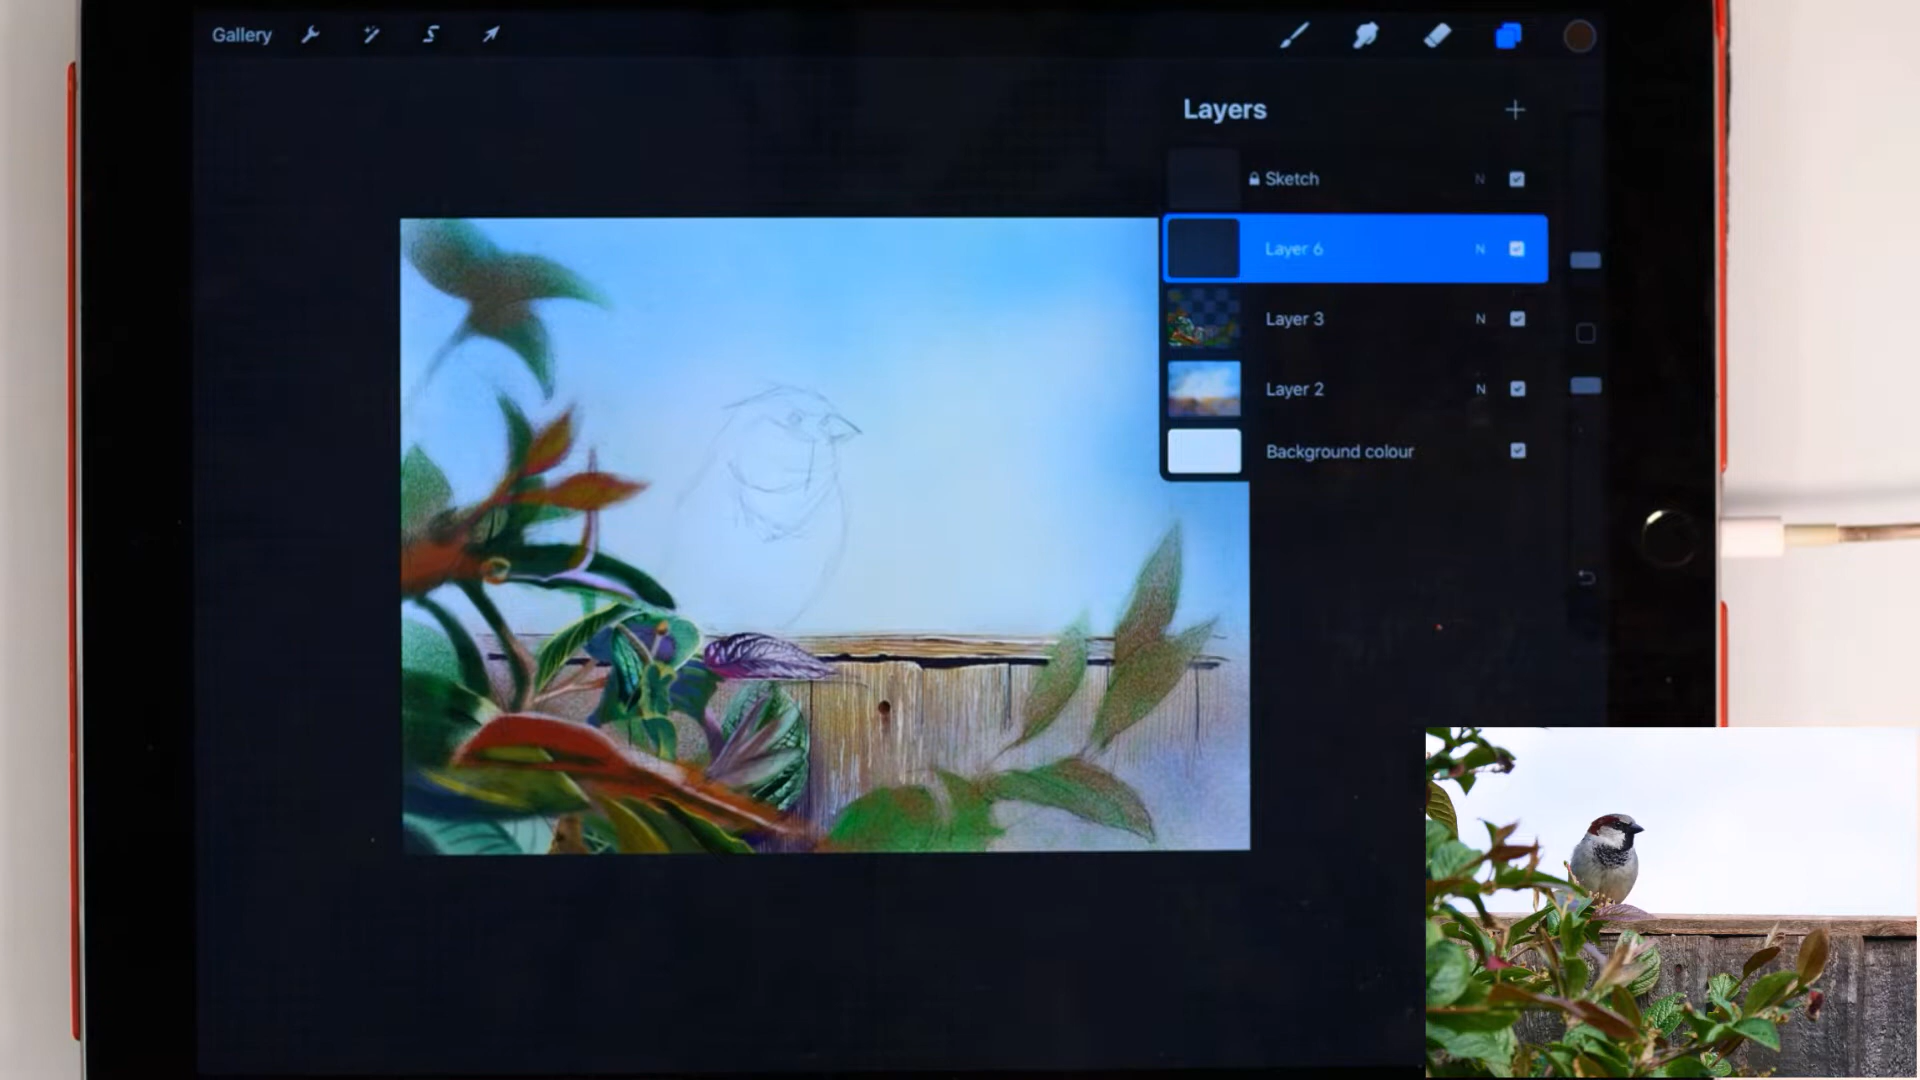 Gallery
Layers
Sketch N
Layer 6 N
Layer 3 N
Layer 2 N
Background colour